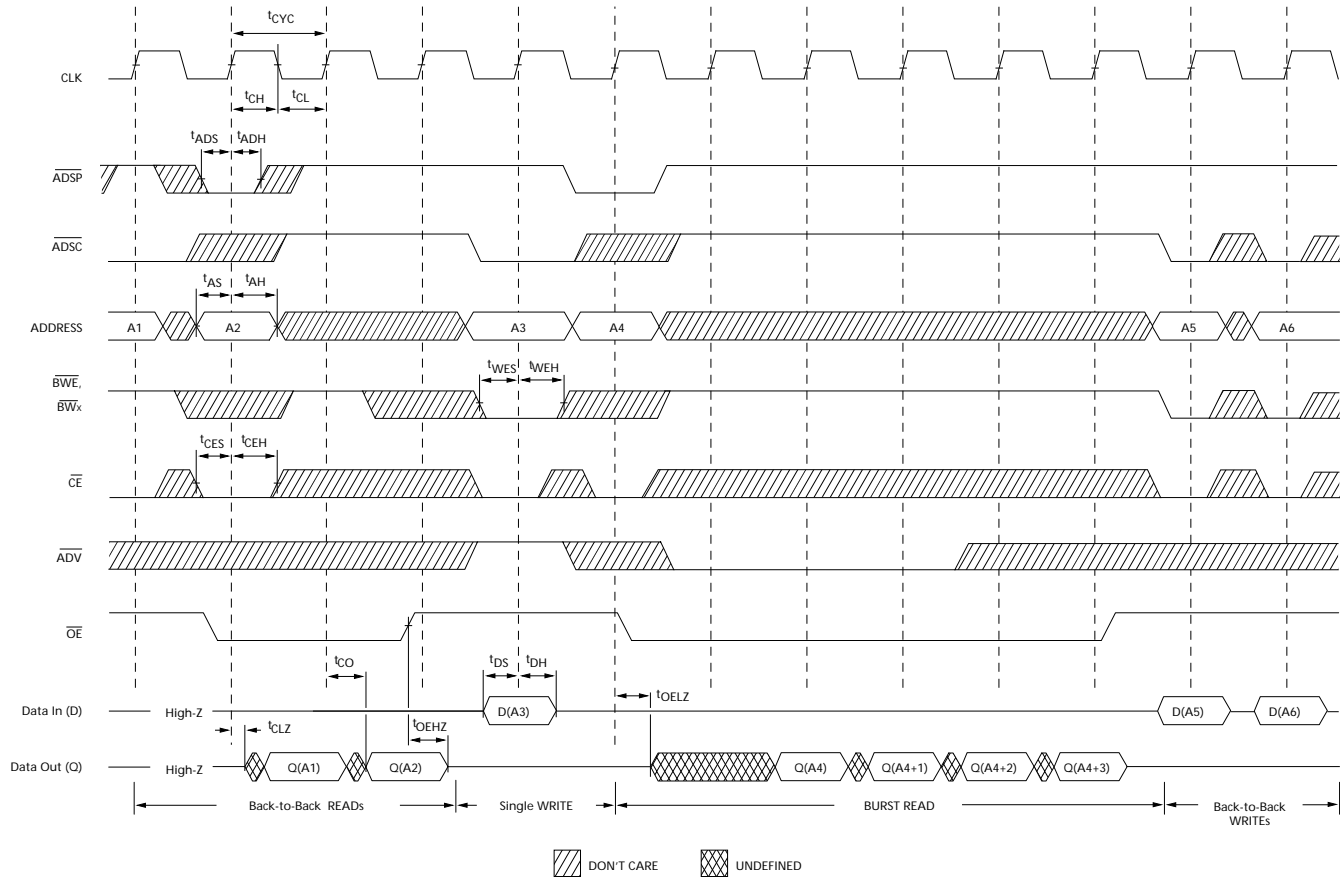 tCYC
CLK
tCH
tCL
tADS
tADH
ADSP
ADSC
tAS
tAH
ADDRESS
A1
A2
A3
A4
A5
A6
tWES
tWEH
BWE,
BWx
tCES
tCEH
CE
ADV
OE
tCO
tDS
tDH
tOELZ
Data In (D)
High-Z
D(A3)
D(A5)
D(A6)
tCLZ
tOEHZ
Data Out (Q)
High-Z
Q(A1)
Q(A2)
Q(A4)
Q(A4+1)
Q(A4+2)
Q(A4+3)
Back-to-Back READs
Single WRITE
BURST READ
Back-to-Back
WRITEs
DON'T CARE
UNDEFINED